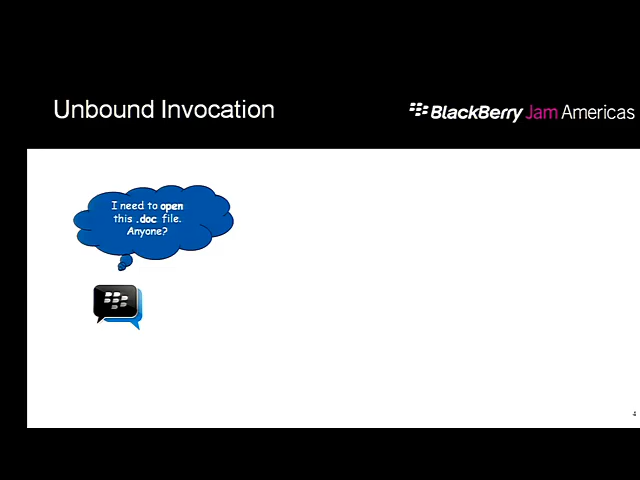 Unbound Invocation
BlackBerry Jam Americas
I need to open
this .doc file.
Anyone?
4